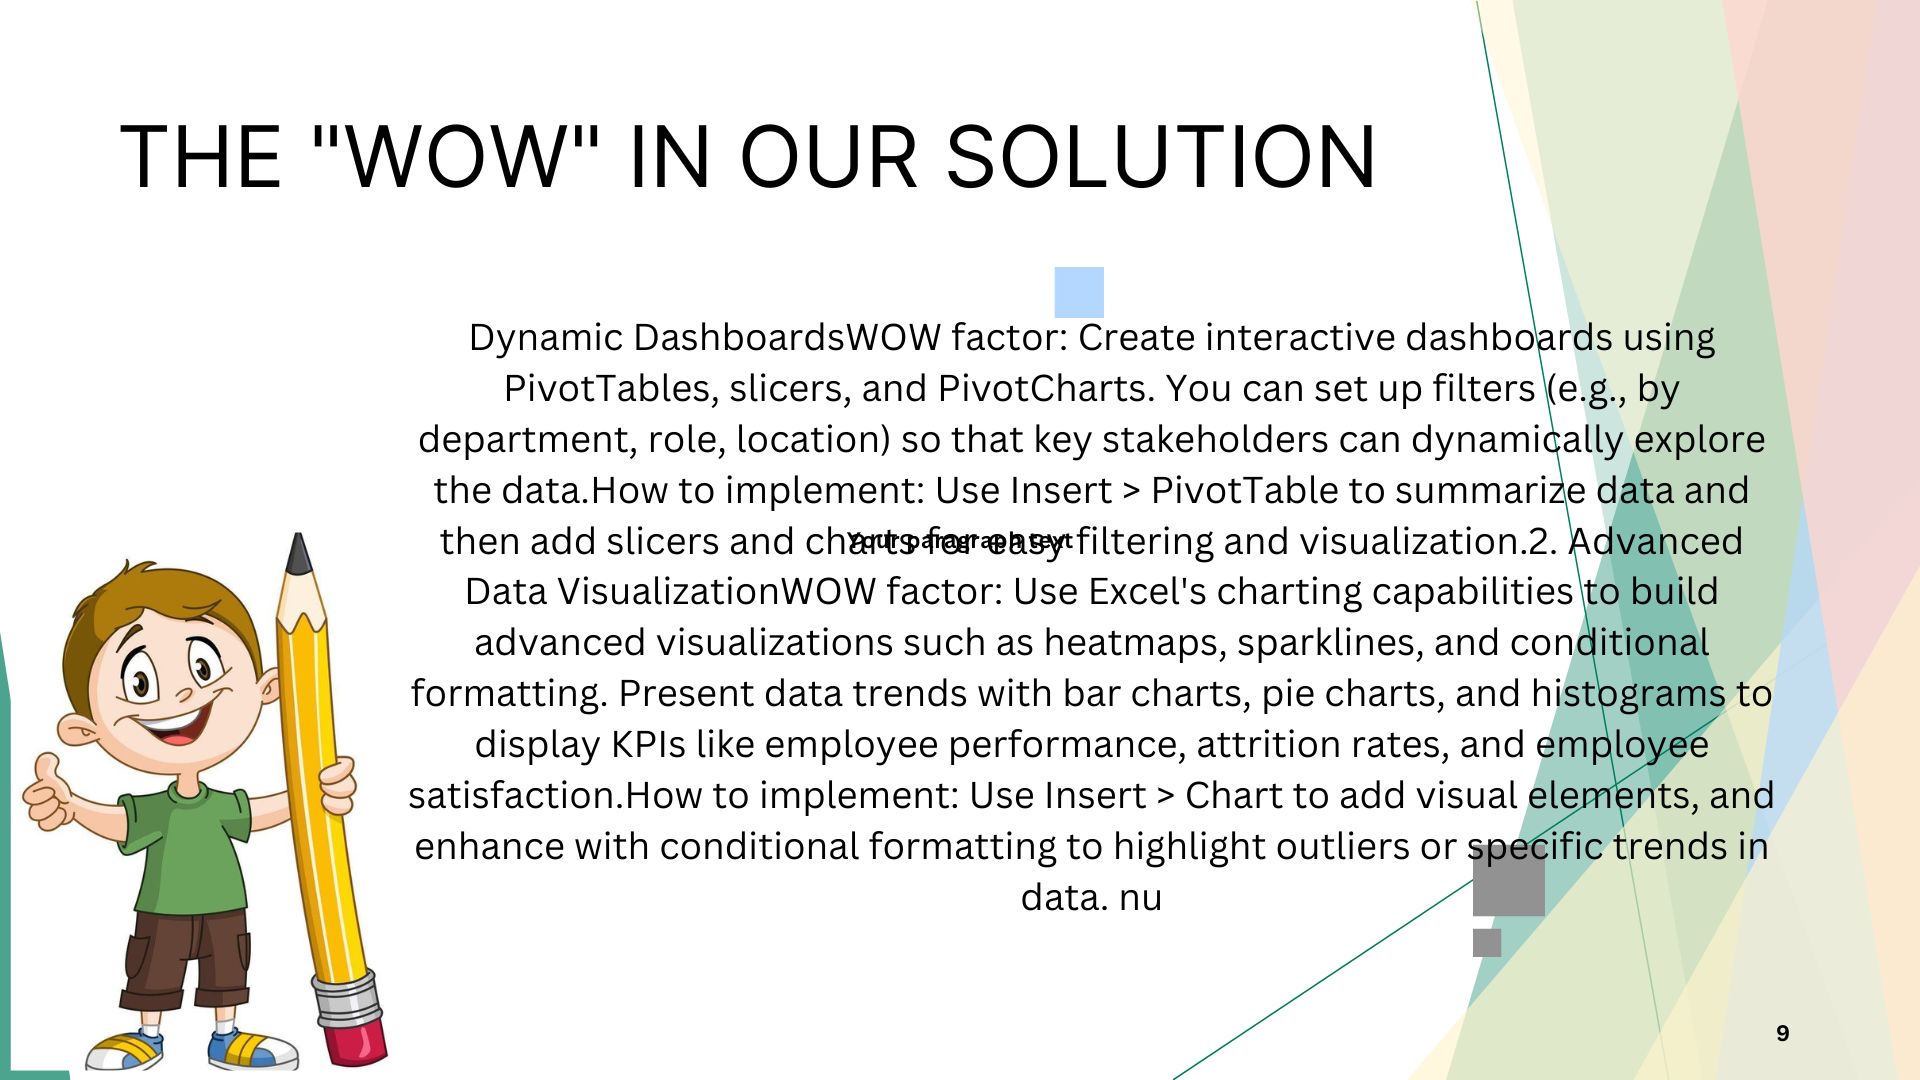 THE "WOW" IN OUR SOLUTION
Dynamic DashboardsWOW factor: Create interactive dashboards using
PivotTables, slicers, and PivotCharts. You can set up filters (e.g., by
department, role, location) so that key stakeholders can dynamically explore
the data.How to implement: Use Insert > PivotTable to summarize data and
then add slicers and charts for easy filtering and visualization.2. Advanced
Your paragraph text
Data VisualizationWOW factor: Use Excel's charting capabilities to build
advanced visualizations such as heatmaps, sparklines, and conditional
formatting. Present data trends with bar charts, pie charts, and histograms to
display KPIs like employee performance, attrition rates, and employee
satisfaction.How to implement: Use Insert > Chart to add visual elements, and
enhance with conditional formatting to highlight outliers or specific trends in
data. nu
9